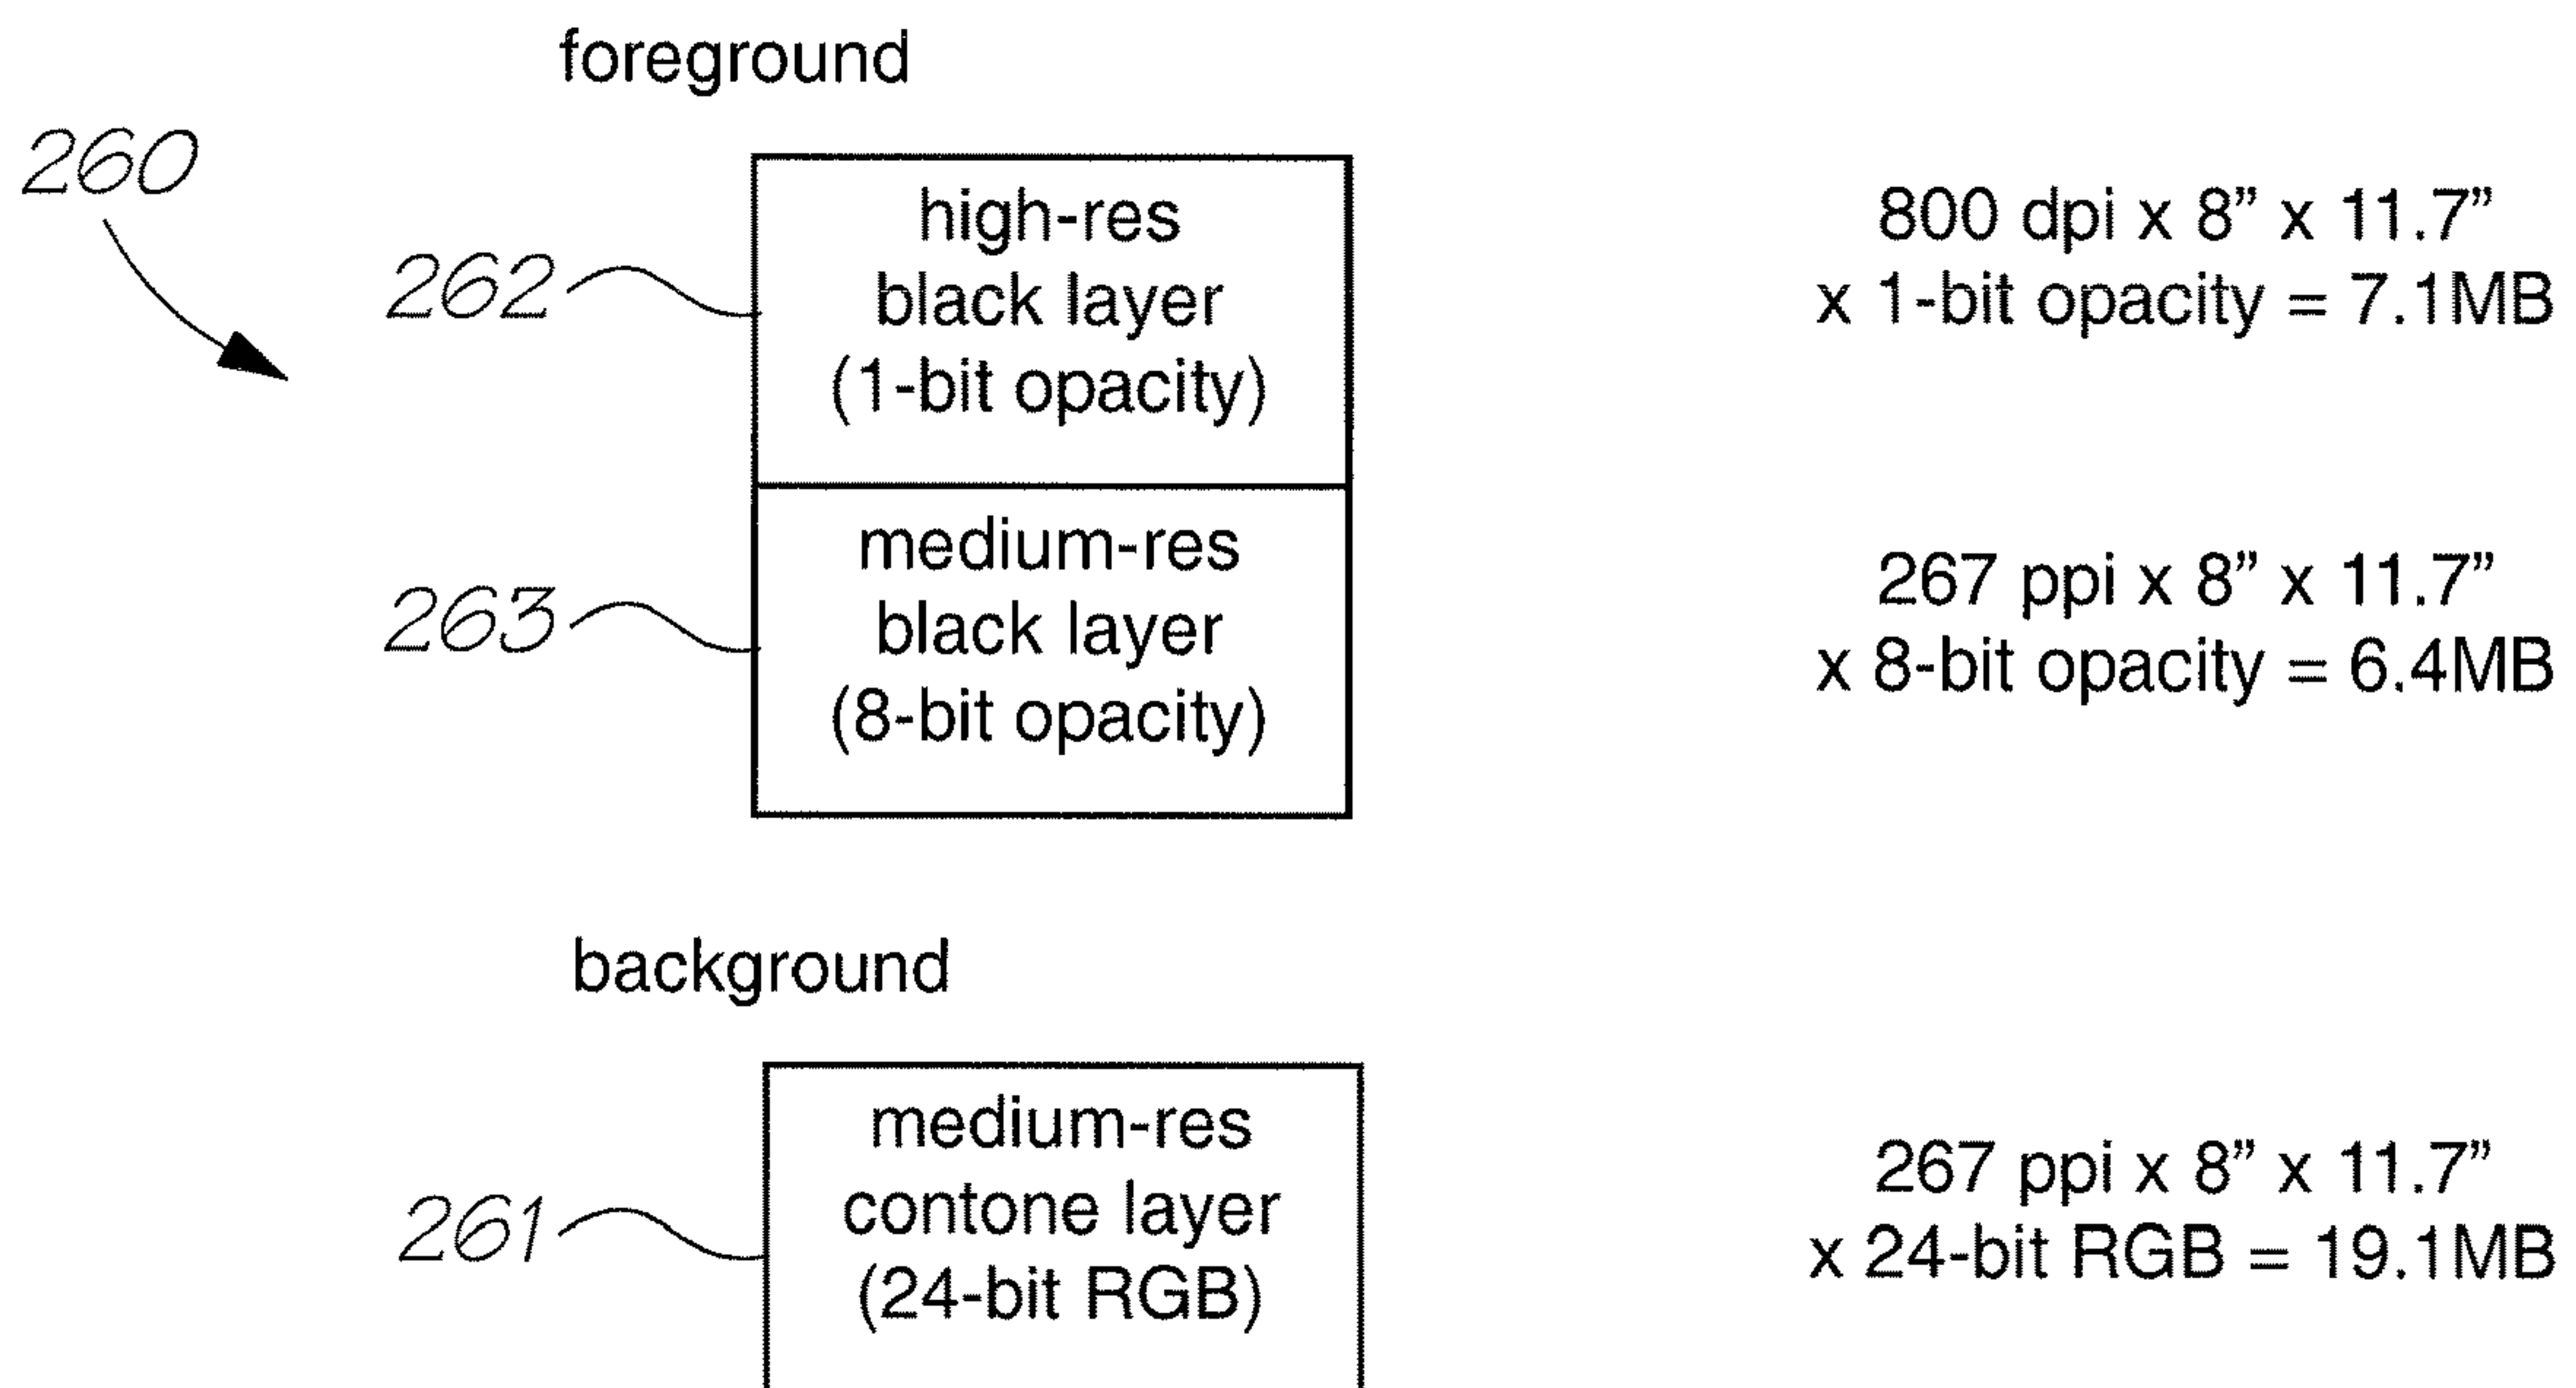 foreground
260
262
high-res
black layer
(1-bit opacity)
800 dpi x 8” x 11.7”
x 1-bit opacity = 7.1MB
263
medium-res
black layer
(8-bit opacity)
267 ppi x 8” x 11.7”
x 8-bit opacity = 6.4MB
background
261
medium-res
contone layer
(24-bit RGB)
267 ppi x 8” x 11.7”
x 24-bit RGB = 19.1MB